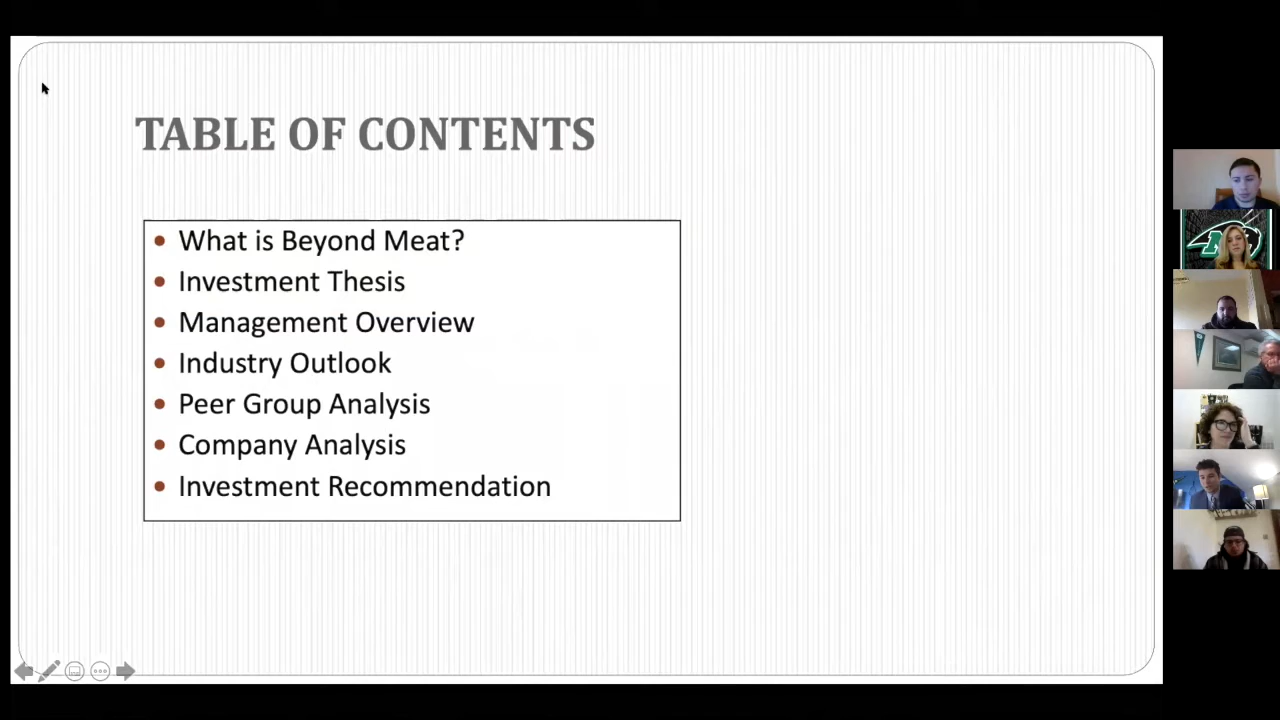 TABLE OF CONTENTS
What is Beyond Meat?
Investment Thesis
Management Overview
Industry Outlook
Peer Group Analysis
Company Analysis
Investment Recommendation